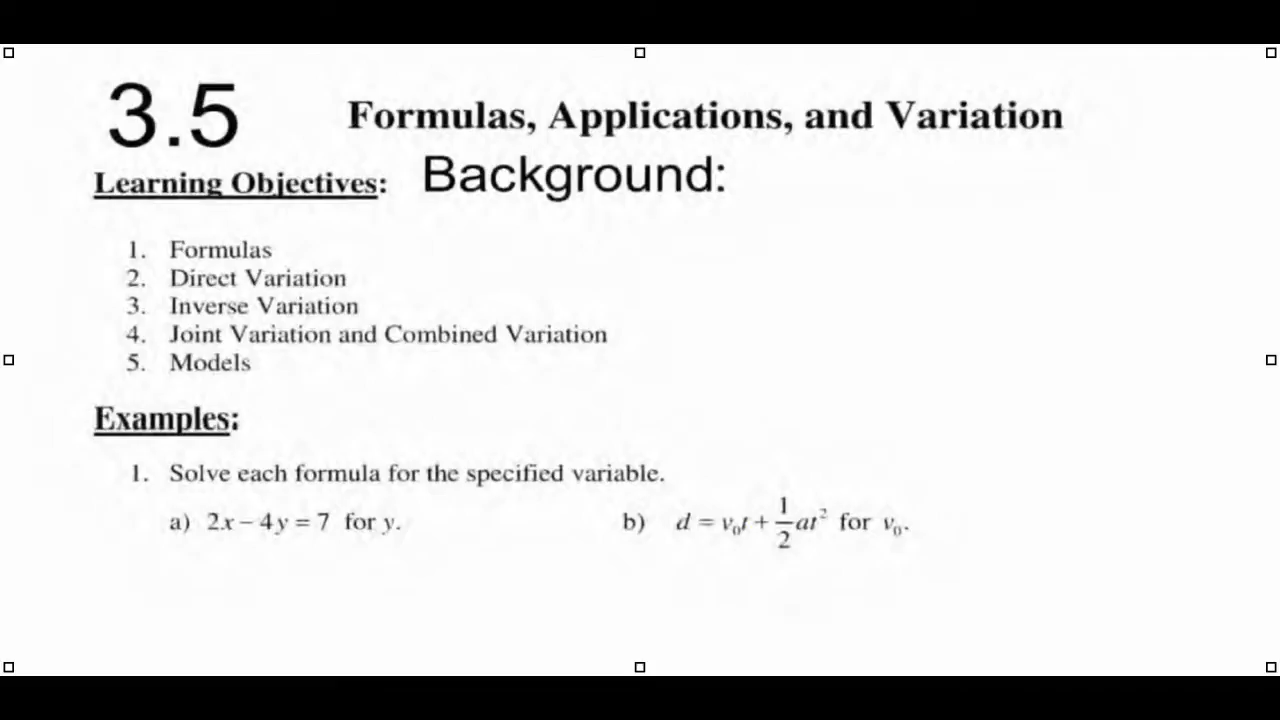 3.5 Formulas, Applications, and Variation
Learning Objectives: Background:
1. Formulas
2. Direct Variation
3. Inverse Variation
4. Joint Variation and Combined Variation
5. Models
Examples:
1. Solve each formula for the specified variable.
a) 2x – 4y = 7 for y. b) d = v₀t + 1/2 at² for v₀.